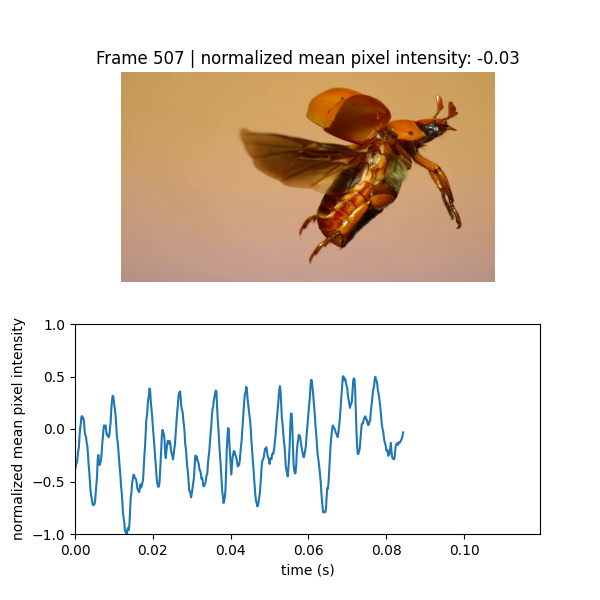 Frame 507 | normalized mean pixel intensity: -0.03
1.0
0.5
0.0
−0.5
−1.0
normalized mean pixel intensity
0.00 0.02 0.04 0.06 0.08 0.10
time (s)